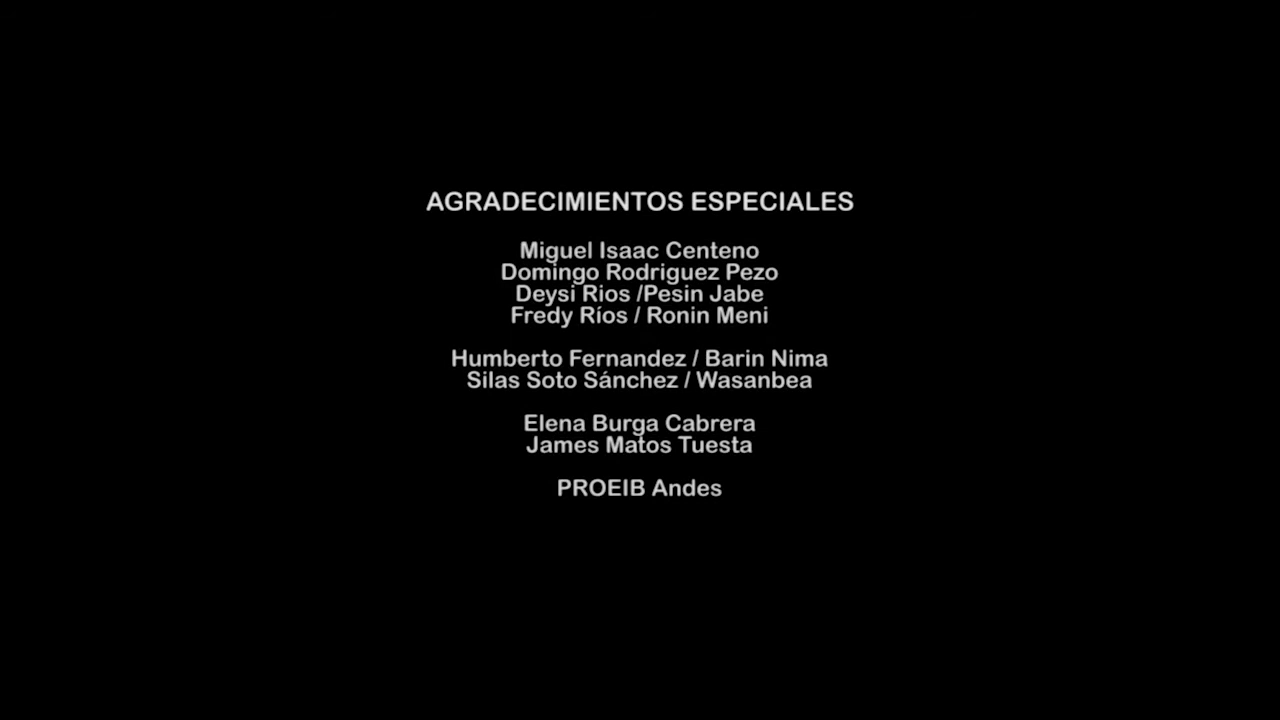 AGRADECIMIENTOS ESPECIALES
Miguel Isaac Centeno
Domingo Rodriguez Pezo
Deysi Rios /Pesin Jabe
Fredy Ríos / Ronin Meni
Humberto Fernandez / Barin Nima
Silas Soto Sánchez / Wasanbea
Elena Burga Cabrera
James Matos Tuesta
PROEIB Andes